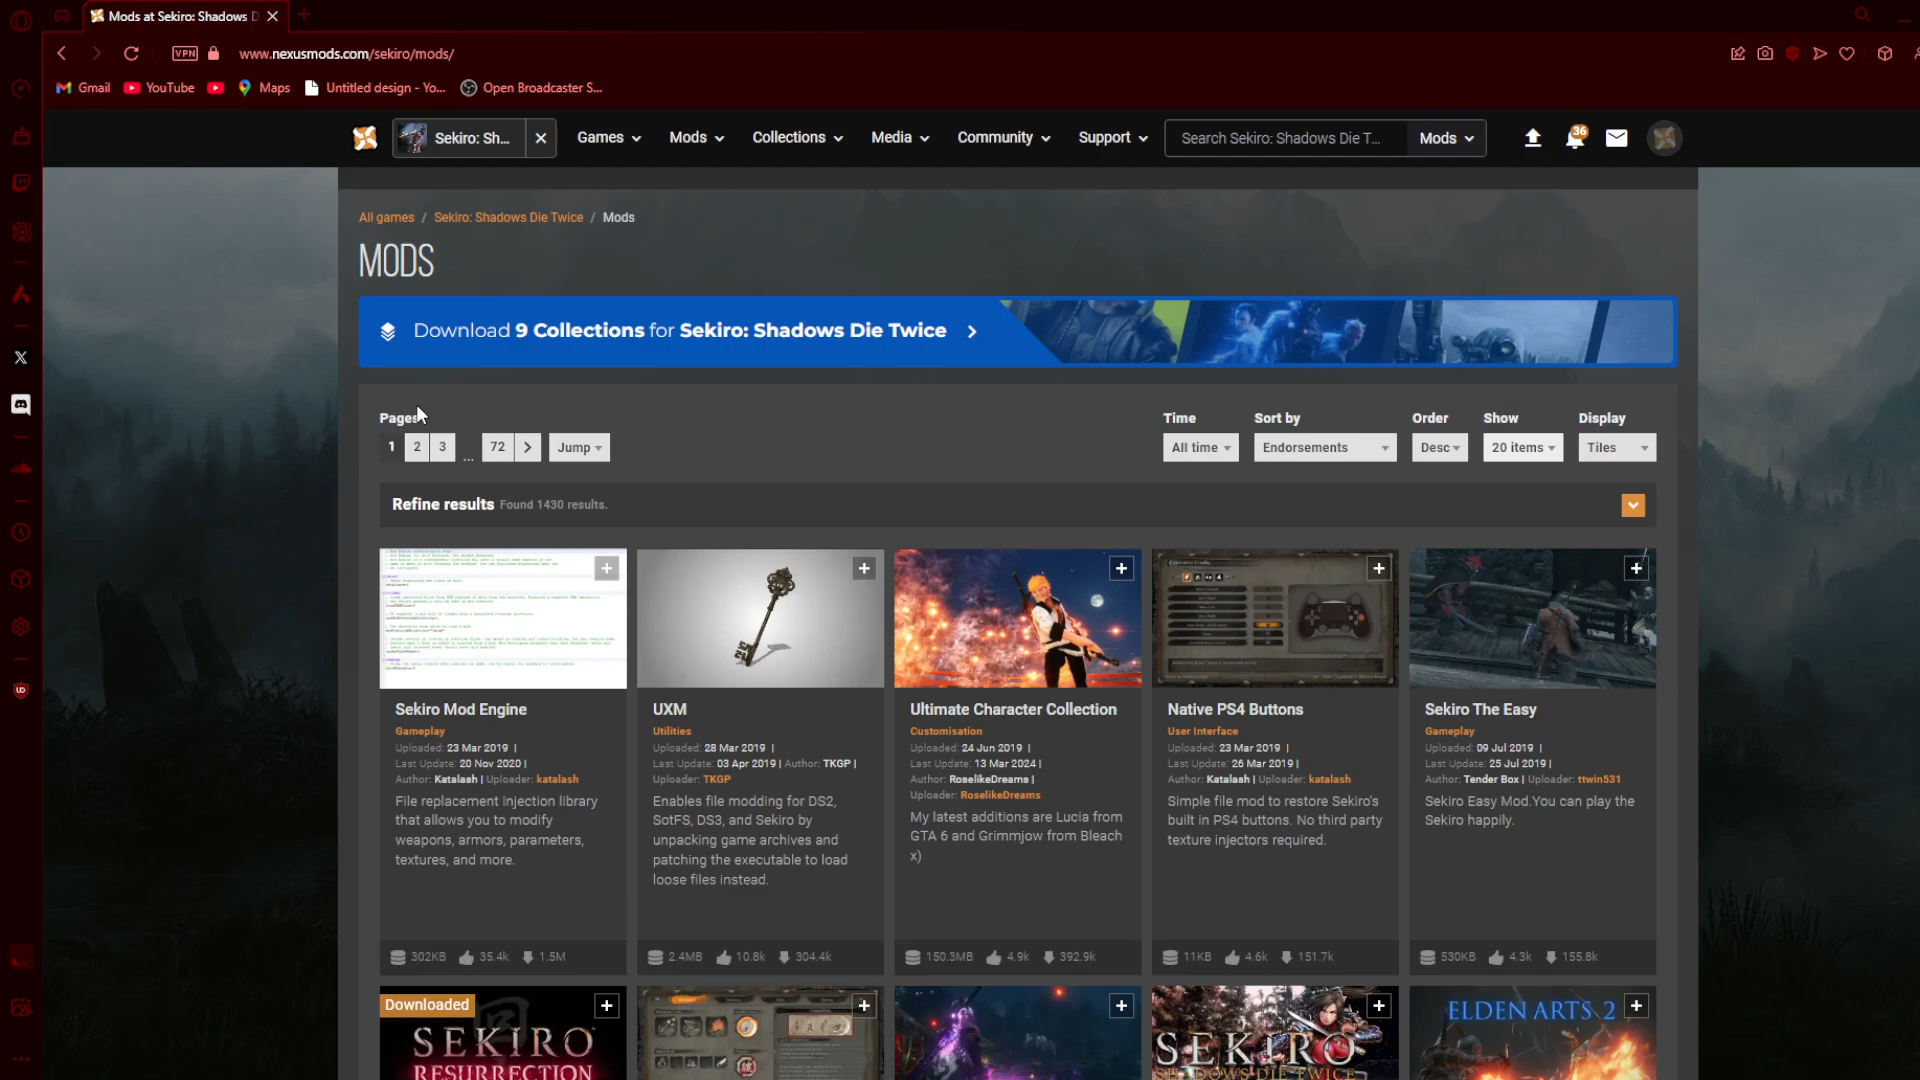 Mods at Sekiro: Shadows D
VPN
www.nexusmods.com/sekiro/mods/
Gmail
YouTube
Maps
Untitled design - Yo...
Open Broadcaster S...
Sekiro: Sh...
Games
Mods
Collections
Media
Community
Support
Search Sekiro: Shadows Die T...
Mods
36
All games / Sekiro: Shadows Die Twice / Mods
MODS
Download 9 Collections for Sekiro: Shadows Die Twice
Pages
1 2 3 ... 72
Jump
Time
All time
Sort by
Endorsements
Order
Desc
Show
20 items
Display
Tiles
Refine results Found 1430 results.
Sekiro Mod Engine
Gameplay
Uploaded: 23 Mar 2019 |
Last Update: 20 Nov 2020 |
Author: Katalash | Uploader: katalash
File replacement injection library
that allows you to modify
weapons, armors, parameters,
textures, and more.
302KB 35.4k 1.5M
UXM
Utilities
Uploaded: 28 Mar 2019 |
Last Update: 03 Apr 2019 | Author: TKGP |
Uploader: TKGP
Enables file modding for DS2,
SotFS, DS3, and Sekiro by
unpacking game archives and
patching the executable to load
loose files instead.
2.4MB 10.8k 304.4k
Ultimate Character Collection
Customisation
Uploaded: 24 Jun 2019 |
Last Update: 13 Mar 2024 |
Author: RoselikeDreams |
Uploader: RoselikeDreams
My latest additions are Lucia from
GTA 6 and Grimmjow from Bleach
x)
150.3MB 4.9k 392.9k
Native PS4 Buttons
User Interface
Uploaded: 23 Mar 2019 |
Last Update: 26 Mar 2019 |
Author: Katalash | Uploader: katalash
Simple file mod to restore Sekiro's
built in PS4 buttons. No third party
texture injectors required.
11KB 4.6k 151.7k
Sekiro The Easy
Gameplay
Uploaded: 09 Jul 2019 |
Last Update: 25 Jul 2019 |
Author: Tender Box | Uploader: ttwin531
Sekiro Easy Mod.You can play the
Sekiro happily.
530KB 4.3k 155.8k
Downloaded
SEKIRO
RESURRECTION
SEKIRO
SHADOWS DIE TWICE
ELDEN ARTS 2